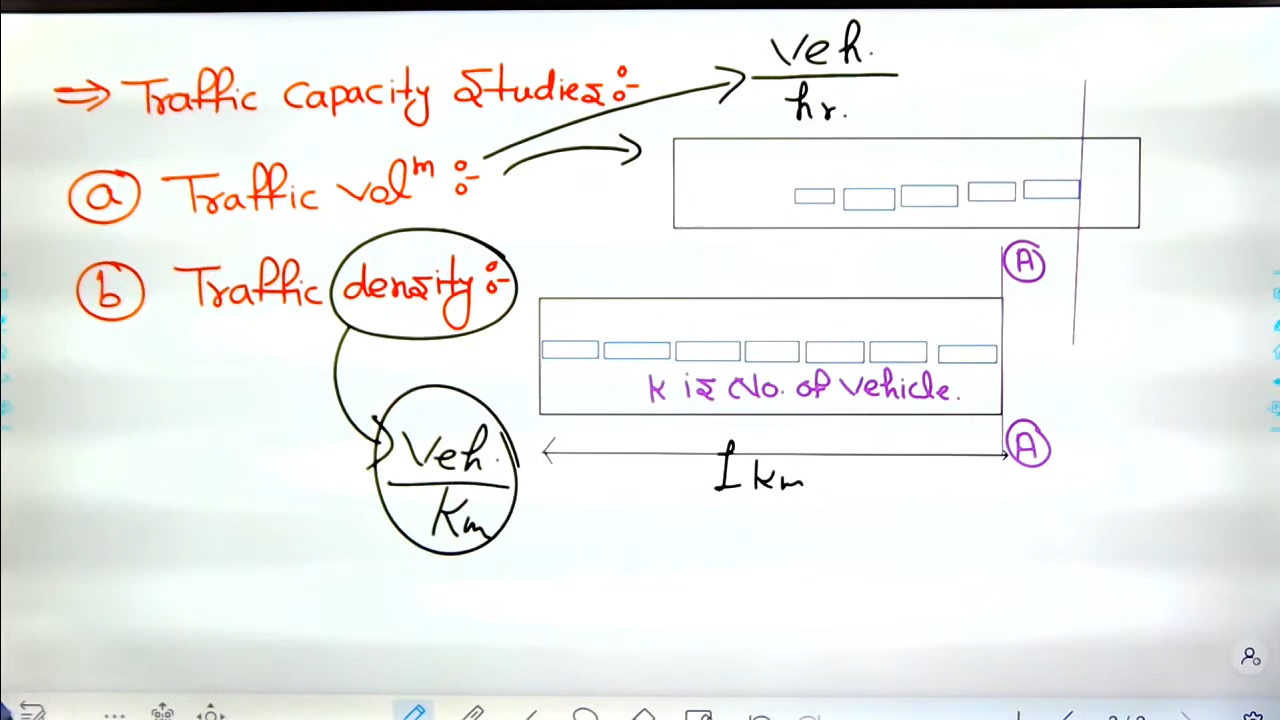 ⇒ Traffic capacity studies :-
veh.
hr.
(a) Traffic volᵐ :-
(b) Traffic density :-
A
K is No. of vehicle.
A
Veh.
Km
1 Km